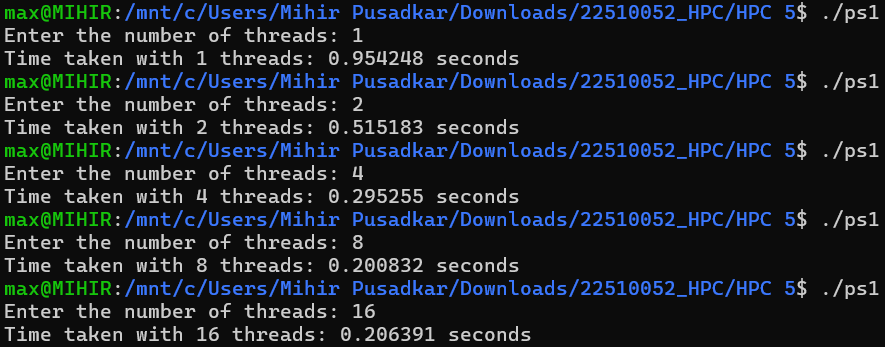 max@MIHIR:/mnt/c/Users/Mihir Pusadkar/Downloads/22510052_HPC/HPC 5$ ./ps1
Enter the number of threads: 1
Time taken with 1 threads: 0.954248 seconds
max@MIHIR:/mnt/c/Users/Mihir Pusadkar/Downloads/22510052_HPC/HPC 5$ ./ps1
Enter the number of threads: 2
Time taken with 2 threads: 0.515183 seconds
max@MIHIR:/mnt/c/Users/Mihir Pusadkar/Downloads/22510052_HPC/HPC 5$ ./ps1
Enter the number of threads: 4
Time taken with 4 threads: 0.295255 seconds
max@MIHIR:/mnt/c/Users/Mihir Pusadkar/Downloads/22510052_HPC/HPC 5$ ./ps1
Enter the number of threads: 8
Time taken with 8 threads: 0.200832 seconds
max@MIHIR:/mnt/c/Users/Mihir Pusadkar/Downloads/22510052_HPC/HPC 5$ ./ps1
Enter the number of threads: 16
Time taken with 16 threads: 0.206391 seconds